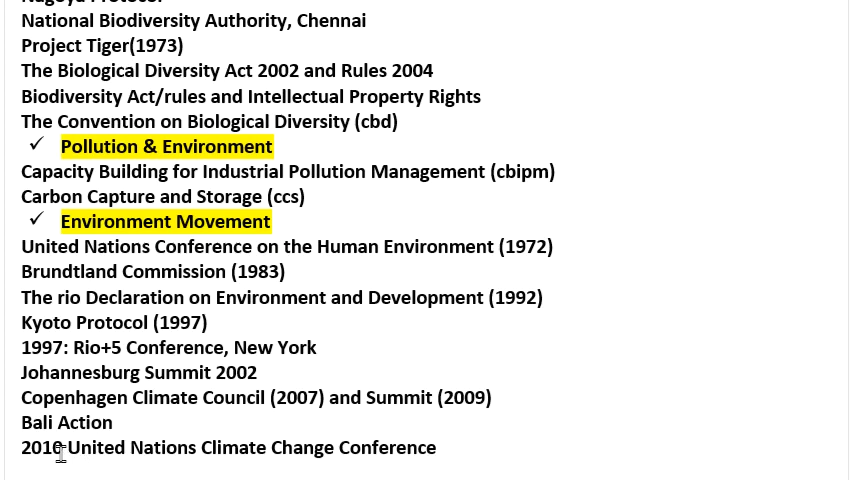 Nagoya Protocol
National Biodiversity Authority, Chennai
Project Tiger(1973)
The Biological Diversity Act 2002 and Rules 2004
Biodiversity Act/rules and Intellectual Property Rights
The Convention on Biological Diversity (cbd)
✓ Pollution & Environment
Capacity Building for Industrial Pollution Management (cbipm)
Carbon Capture and Storage (ccs)
✓ Environment Movement
United Nations Conference on the Human Environment (1972)
Brundtland Commission (1983)
The rio Declaration on Environment and Development (1992)
Kyoto Protocol (1997)
1997: Rio+5 Conference, New York
Johannesburg Summit 2002
Copenhagen Climate Council (2007) and Summit (2009)
Bali Action
2010 United Nations Climate Change Conference